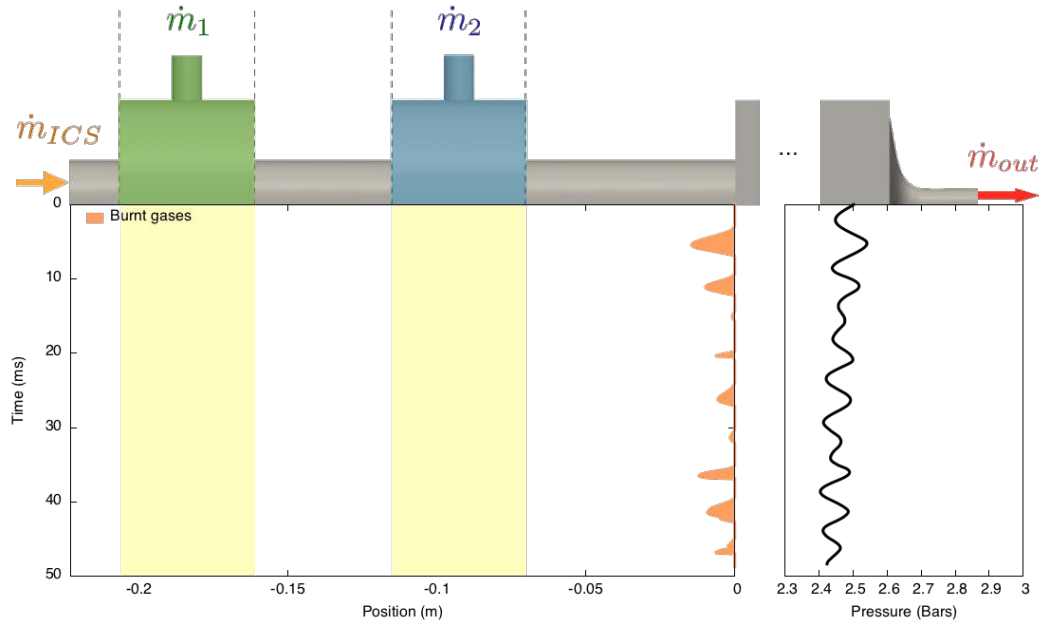 ṁ₁ ṁ₂
ṁ_ICS
...
ṁ_out
Burnt gases
0
10
20
30
40
50
Time (ms)
-0.2 -0.15 -0.1 -0.05 0
Position (m)
2.3 2.4 2.5 2.6 2.7 2.8 2.9 3
Pressure (Bars)